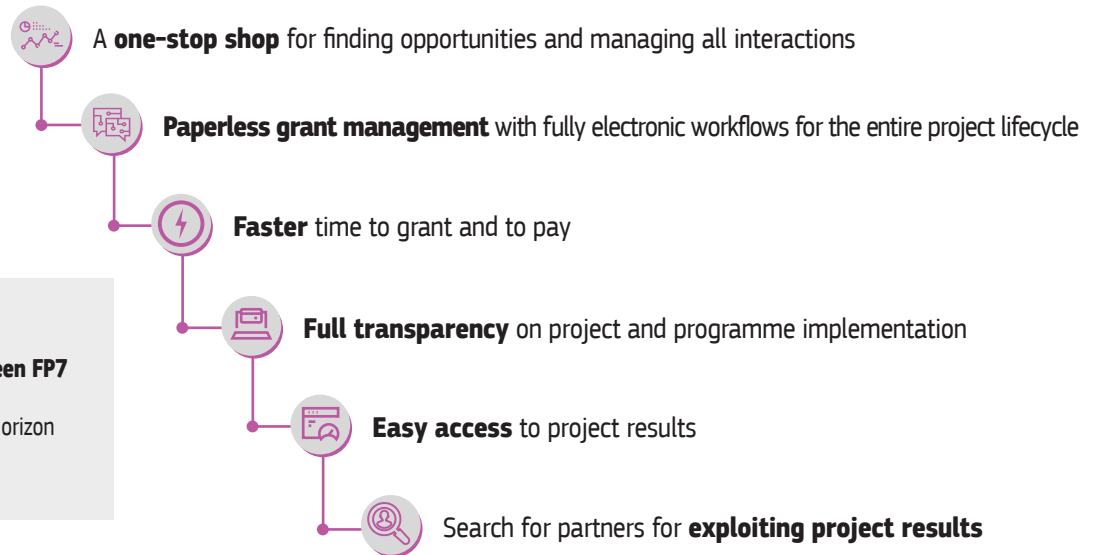 A one-stop shop for finding opportunities and managing all interactions
Paperless grant management with fully electronic workflows for the entire project lifecycle
Faster time to grant and to pay
Full transparency on project and programme implementation
Easy access to project results
Search for partners for exploiting project results
FP7